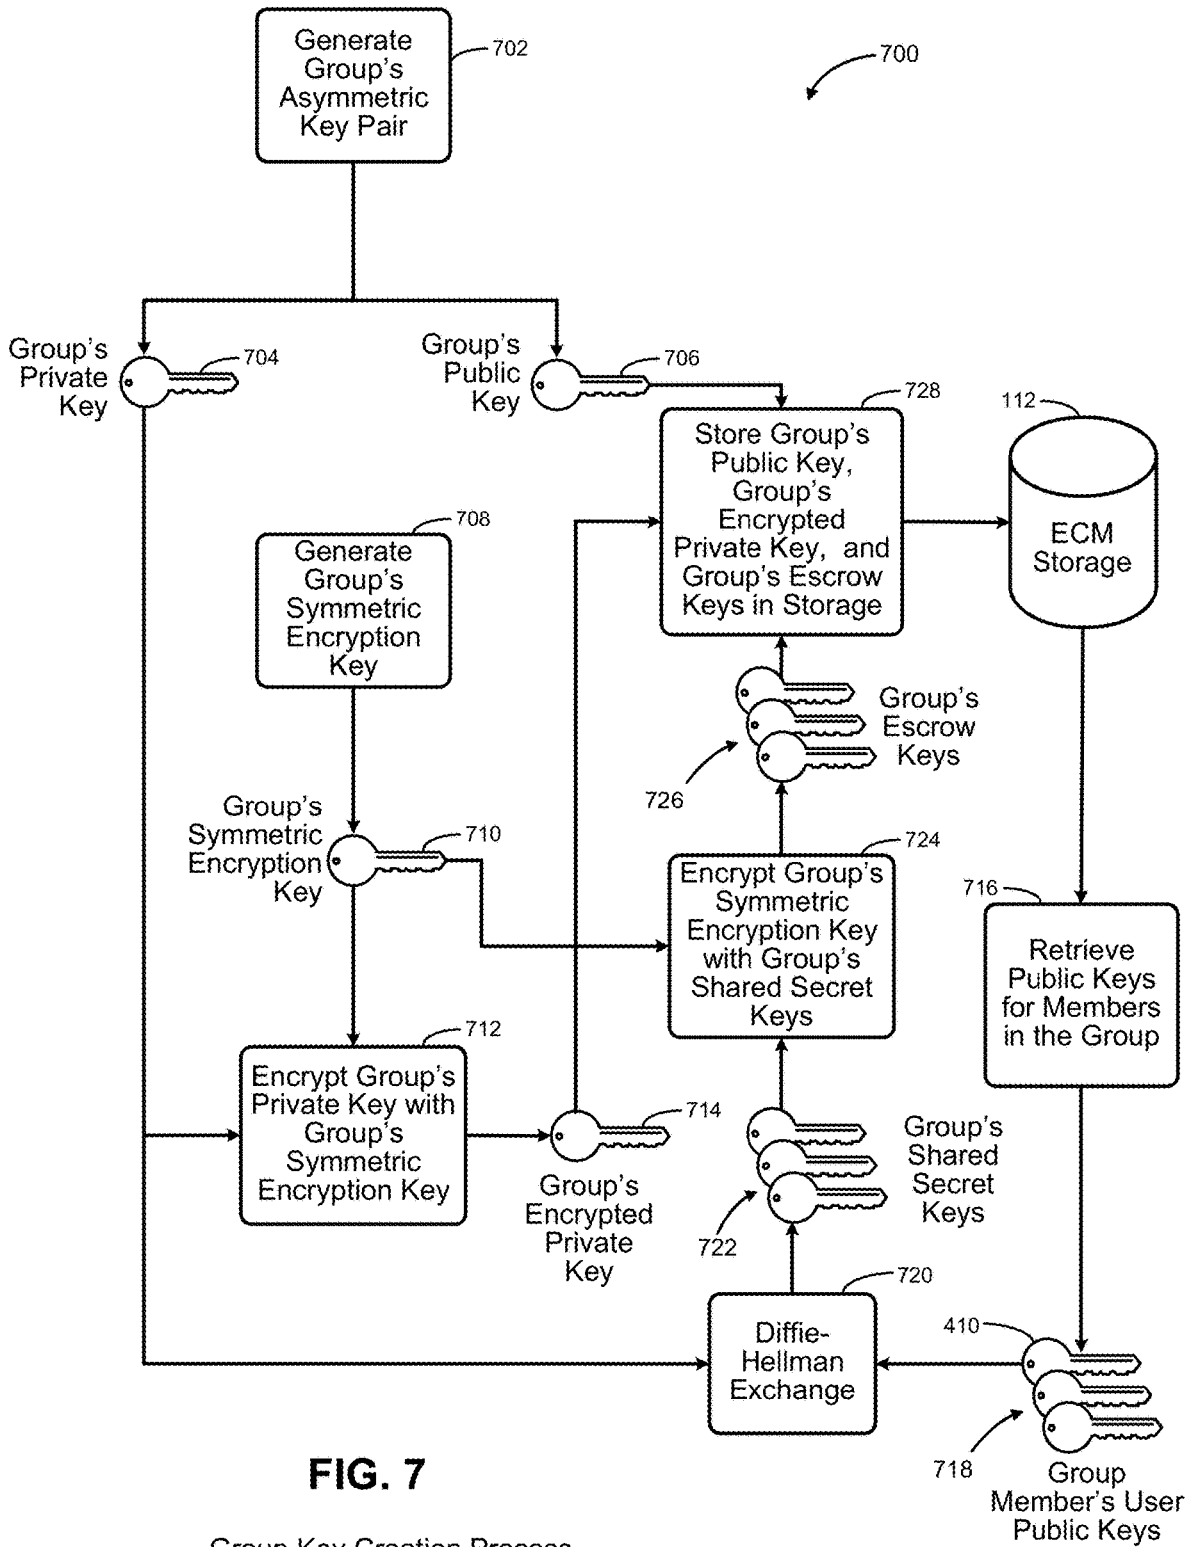 Generate
Group's
Asymmetric
Key Pair
702
700
Group's
Private
Key
704
Group's
Public
Key
706
728
Store Group's
Public Key,
Group's
Encrypted
Private Key, and
Group's Escrow
Keys in Storage
112
ECM
Storage
708
Generate
Group's
Symmetric
Encryption
Key
Group's
Escrow
Keys
726
Group's
Symmetric
Encryption
Key
710
724
Encrypt Group's
Symmetric
Encryption Key
with Group's
Shared Secret
Keys
716
Retrieve
Public Keys
for Members
in the Group
712
Encrypt Group's
Private Key with
Group's
Symmetric
Encryption Key
714
Group's
Encrypted
Private
Key
Group's
Shared
Secret
Keys
722
720
Diffie-
Hellman
Exchange
410
718
Group
Member's User
Public Keys
FIG. 7
Group Key Creation Process